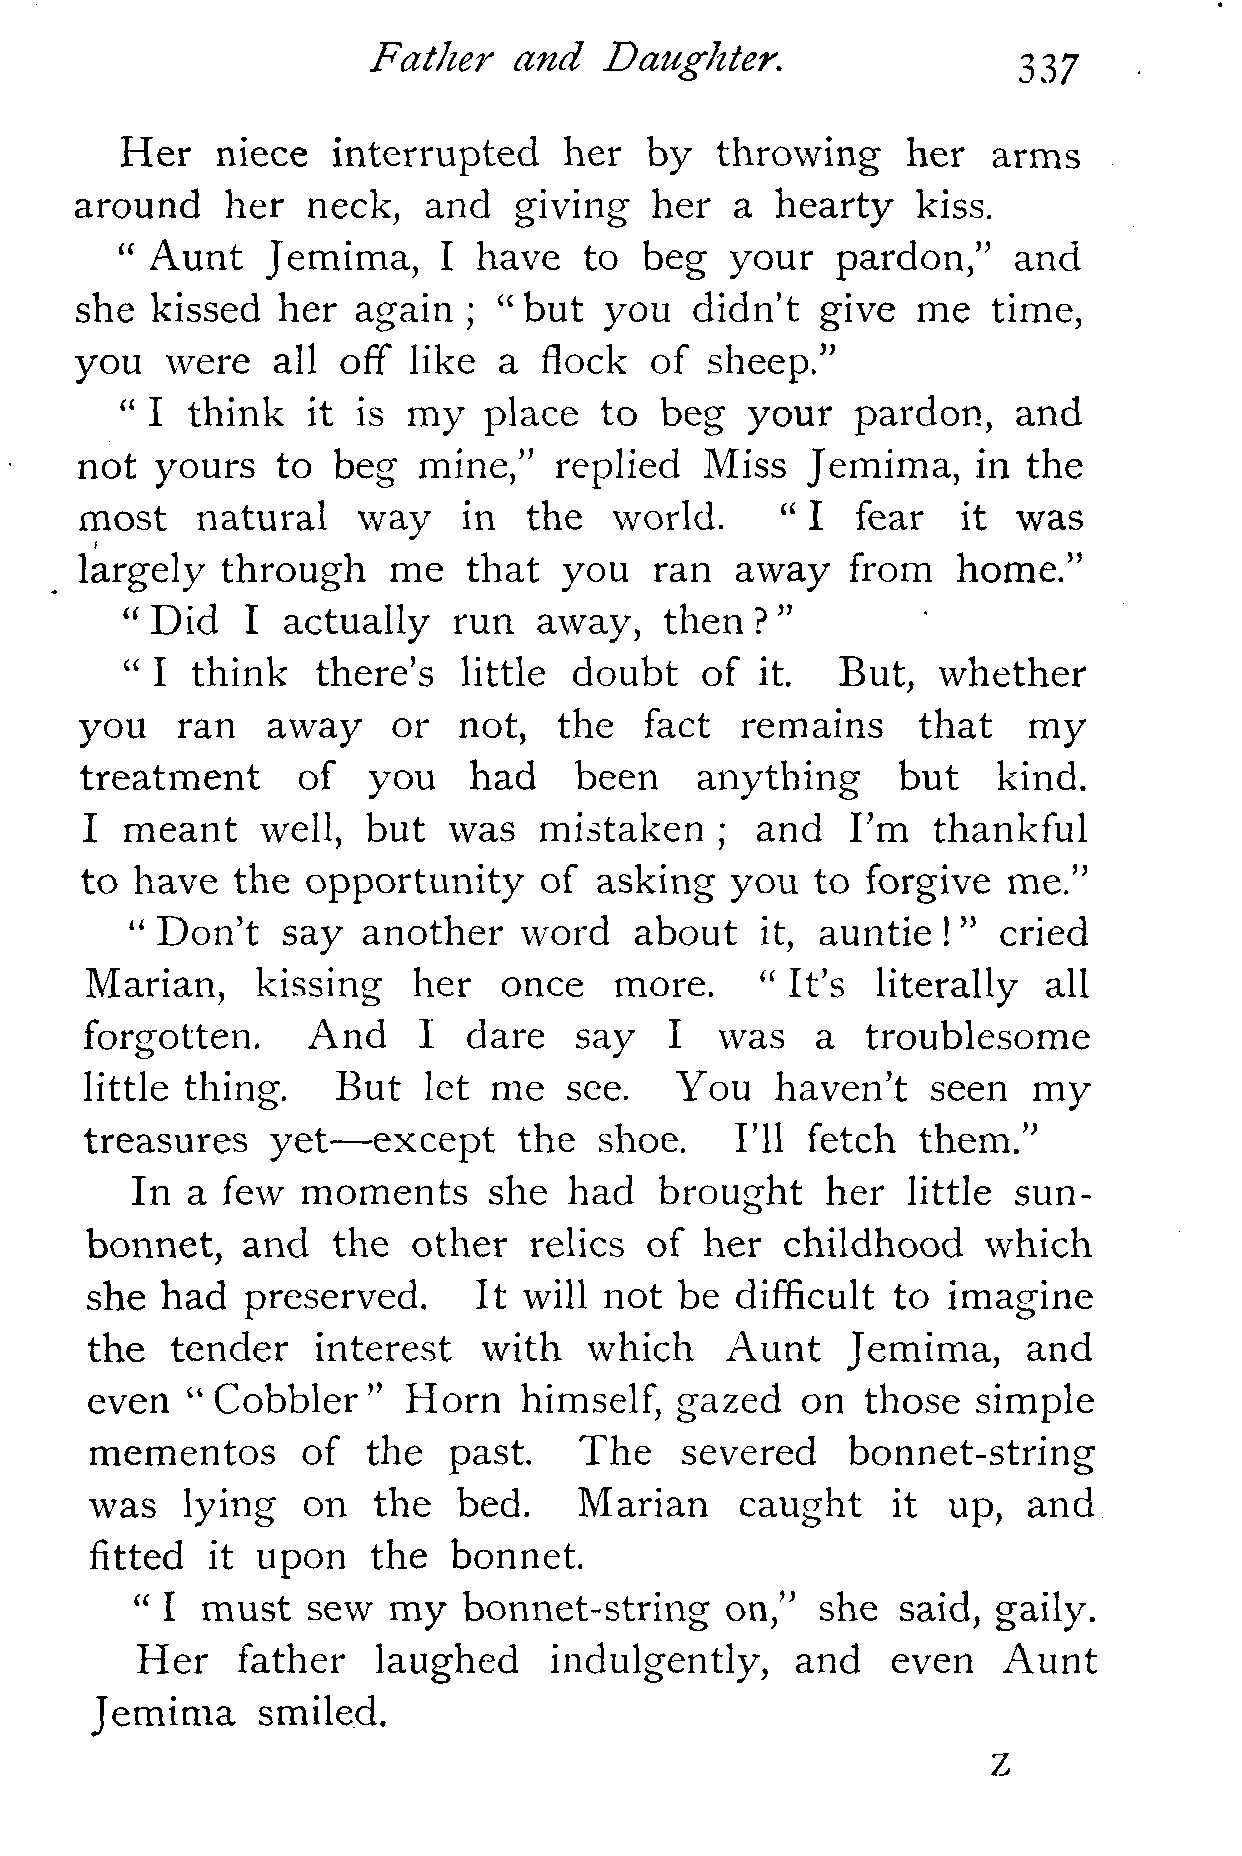 Father and Daughter. 337
Her niece interrupted her by throwing her arms
around her neck, and giving her a hearty kiss.
“ Aunt Jemima, I have to beg your pardon,” and
she kissed her again ; “ but you didn’t give me time,
you were all off like a flock of sheep.”
“ I think it is my place to beg your pardon, and
not yours to beg mine,” replied Miss Jemima, in the
most natural way in the world. “ I fear it was
largely through me that you ran away from home.”
“ Did I actually run away, then ? ”
“ I think there’s little doubt of it. But, whether
you ran away or not, the fact remains that my
treatment of you had been anything but kind.
I meant well, but was mistaken ; and I’m thankful
to have the opportunity of asking you to forgive me.”
“ Don’t say another word about it, auntie ! ” cried
Marian, kissing her once more. “ It’s literally all
forgotten. And I dare say I was a troublesome
little thing. But let me see. You haven’t seen my
treasures yet—except the shoe. I’ll fetch them.”
In a few moments she had brought her little sun-
bonnet, and the other relics of her childhood which
she had preserved. It will not be difficult to imagine
the tender interest with which Aunt Jemima, and
even “ Cobbler ” Horn himself, gazed on those simple
mementos of the past. The severed bonnet-string
was lying on the bed. Marian caught it up, and
fitted it upon the bonnet.
“ I must sew my bonnet-string on,” she said, gaily.
Her father laughed indulgently, and even Aunt
Jemima smiled.
Z